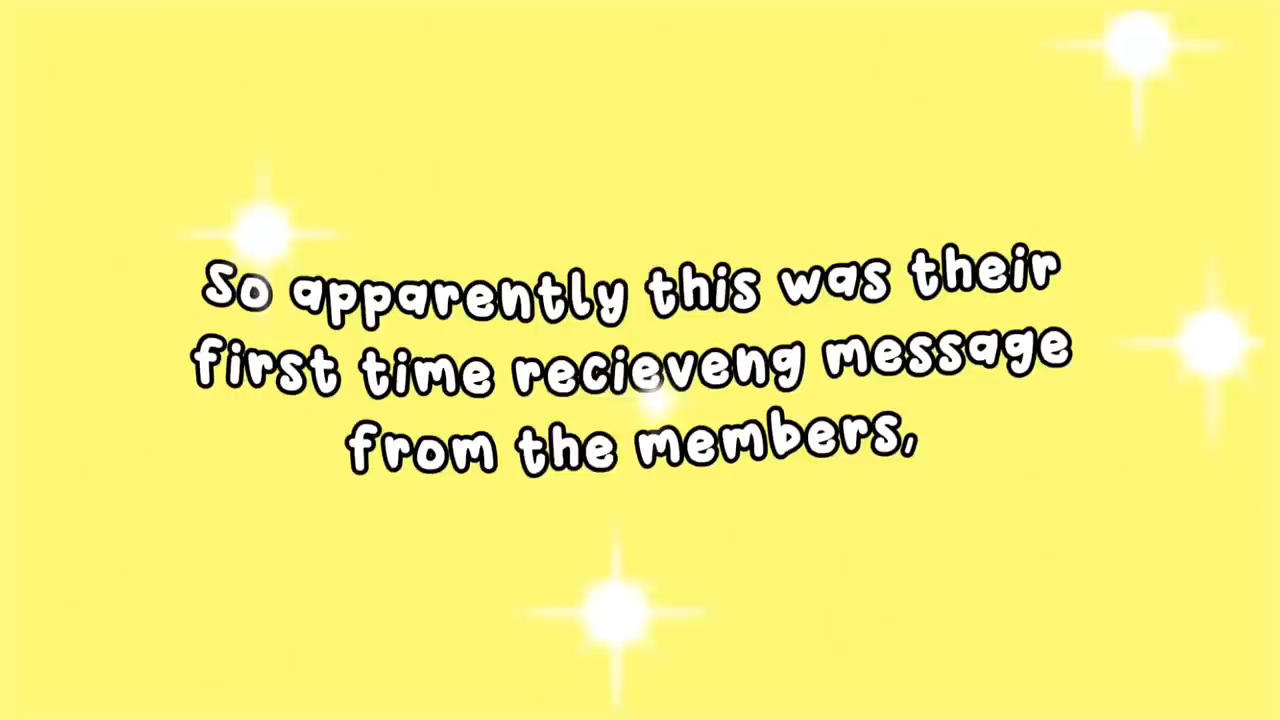 So apparently this was their
first time recieveng message
from the members,